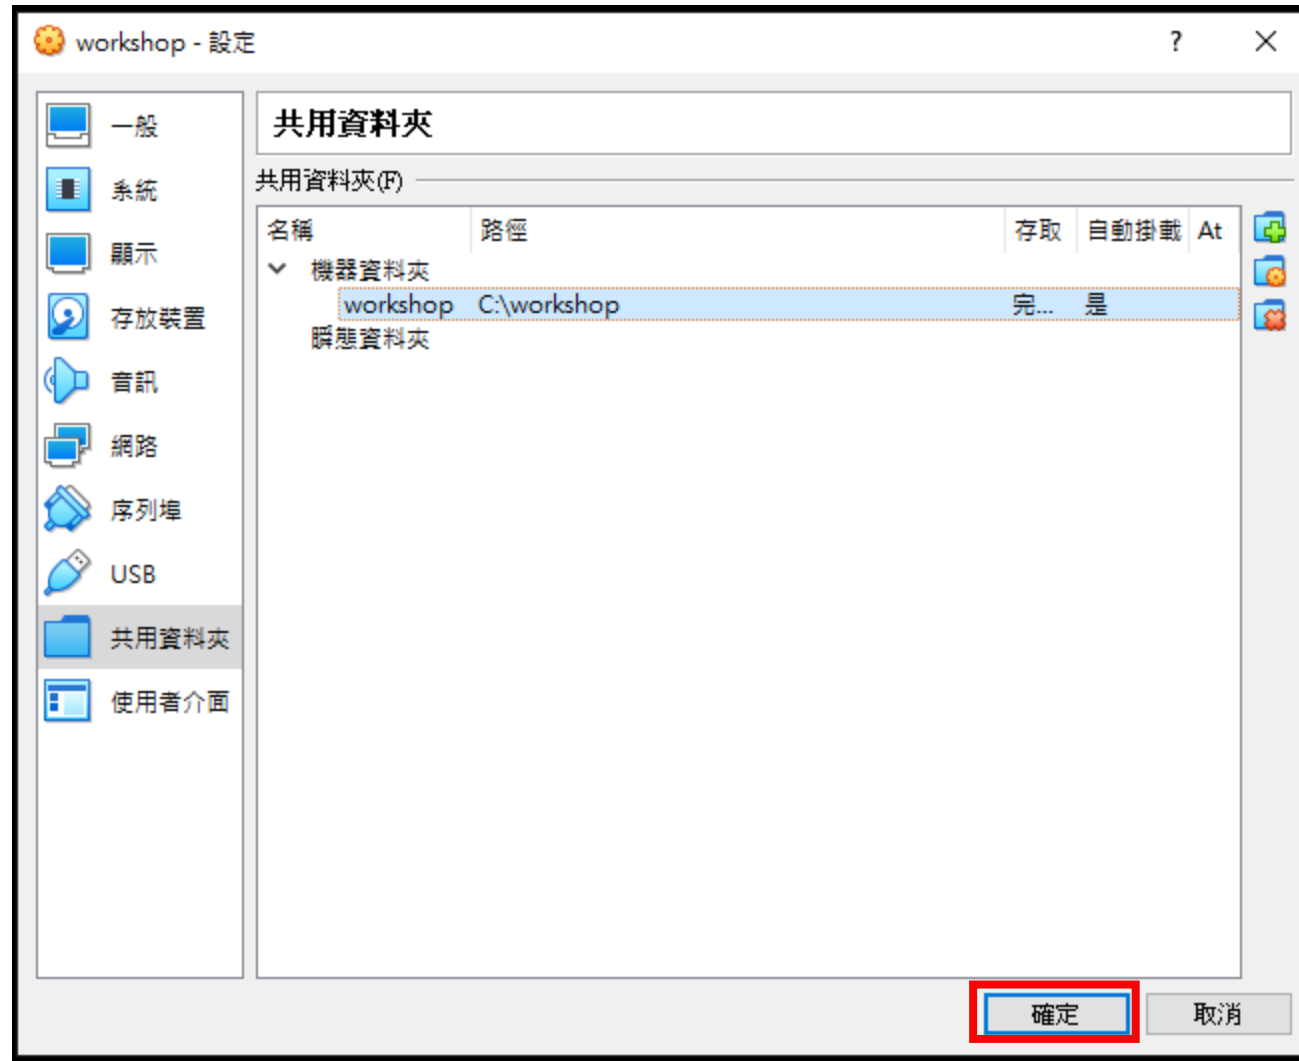 workshop - 設定
?
一般
系統
顯示
存放裝置
音訊
網路
序列埠
USB
共用資料夾
使用者介面
共用資料夾
共用資料夾(F)
名稱 路徑 存取 自動掛載 At
機器資料夾
workshop C:\workshop 完... 是
瞬態資料夾
確定 取消